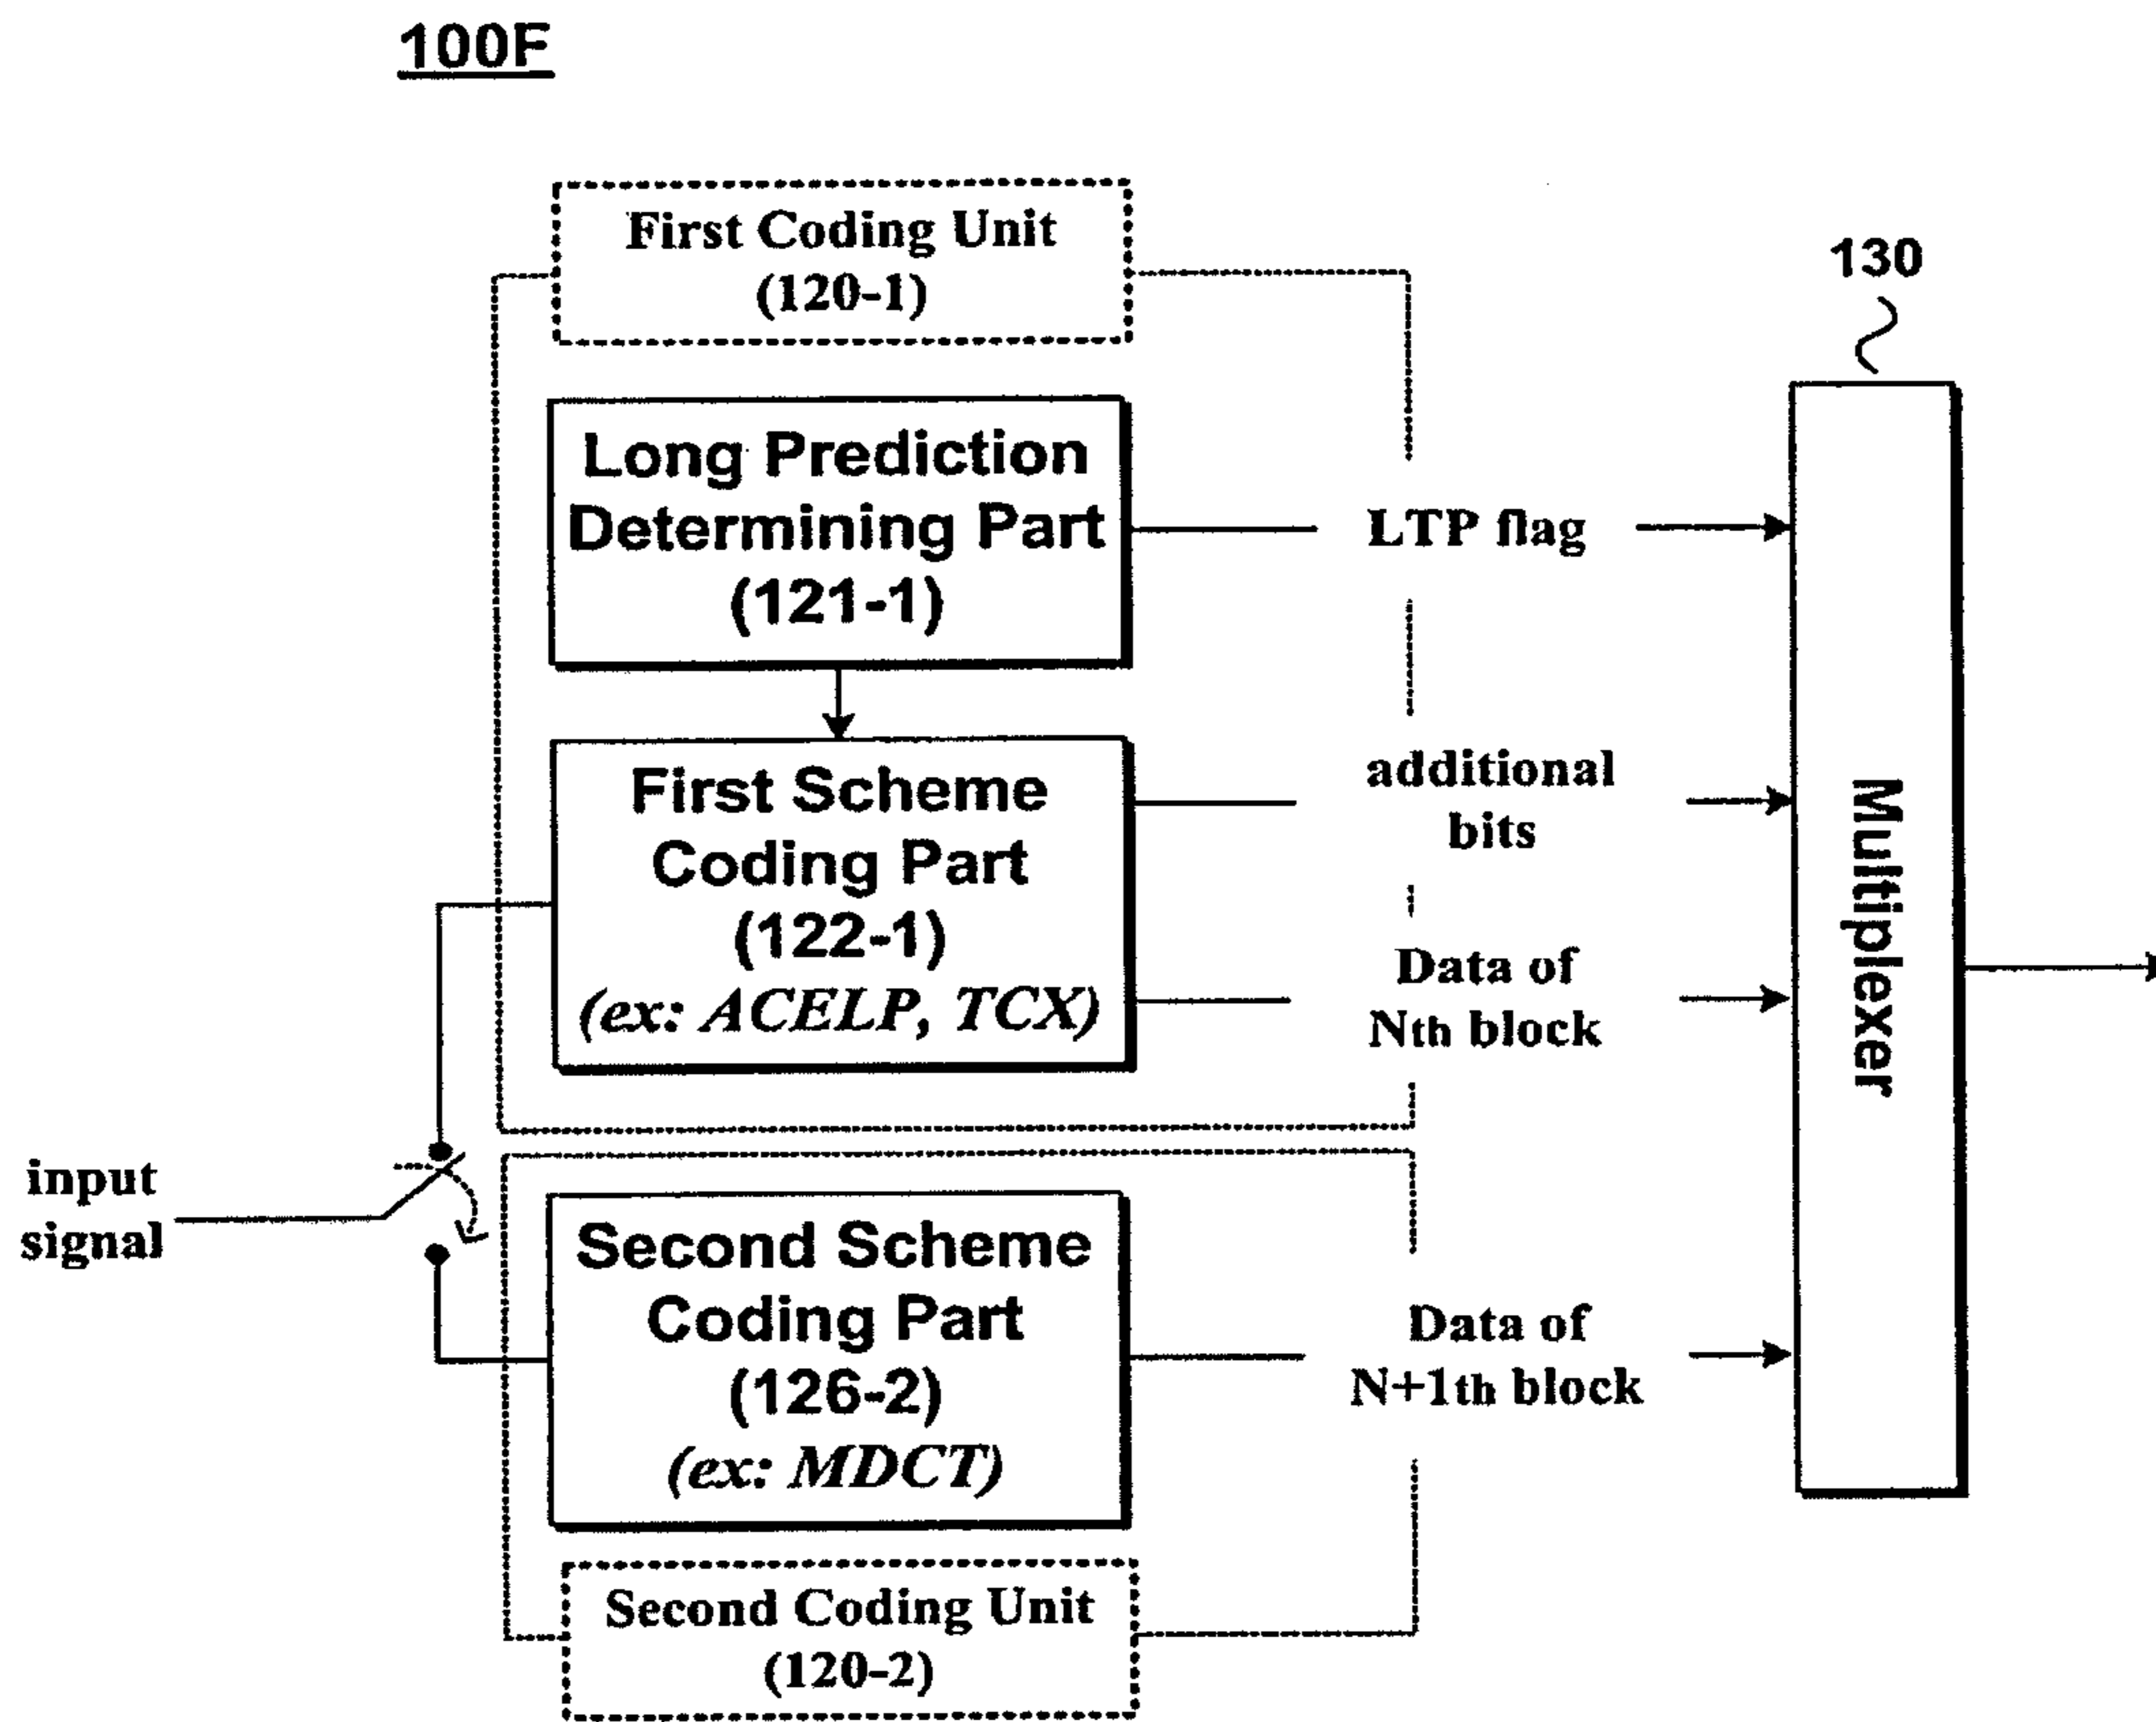 100F
First Coding Unit
(120-1)
130
Long Prediction
Determining Part
(121-1)
LTP flag
First Scheme
Coding Part
(122-1)
(ex: ACELP, TCX)
additional
bits
Data of
Nth block
Multiplexer
input
signal
Second Scheme
Coding Part
(126-2)
(ex: MDCT)
Data of
N+1th block
Second Coding Unit
(120-2)